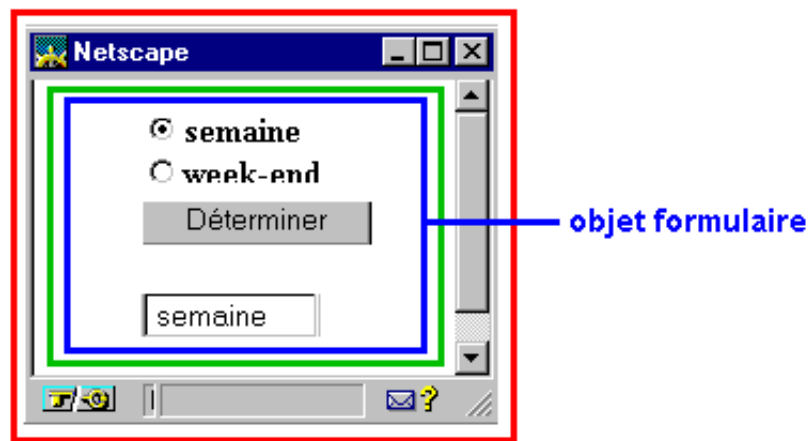 Netscape
semaine
week-end
Déterminer
objet formulaire
semaine